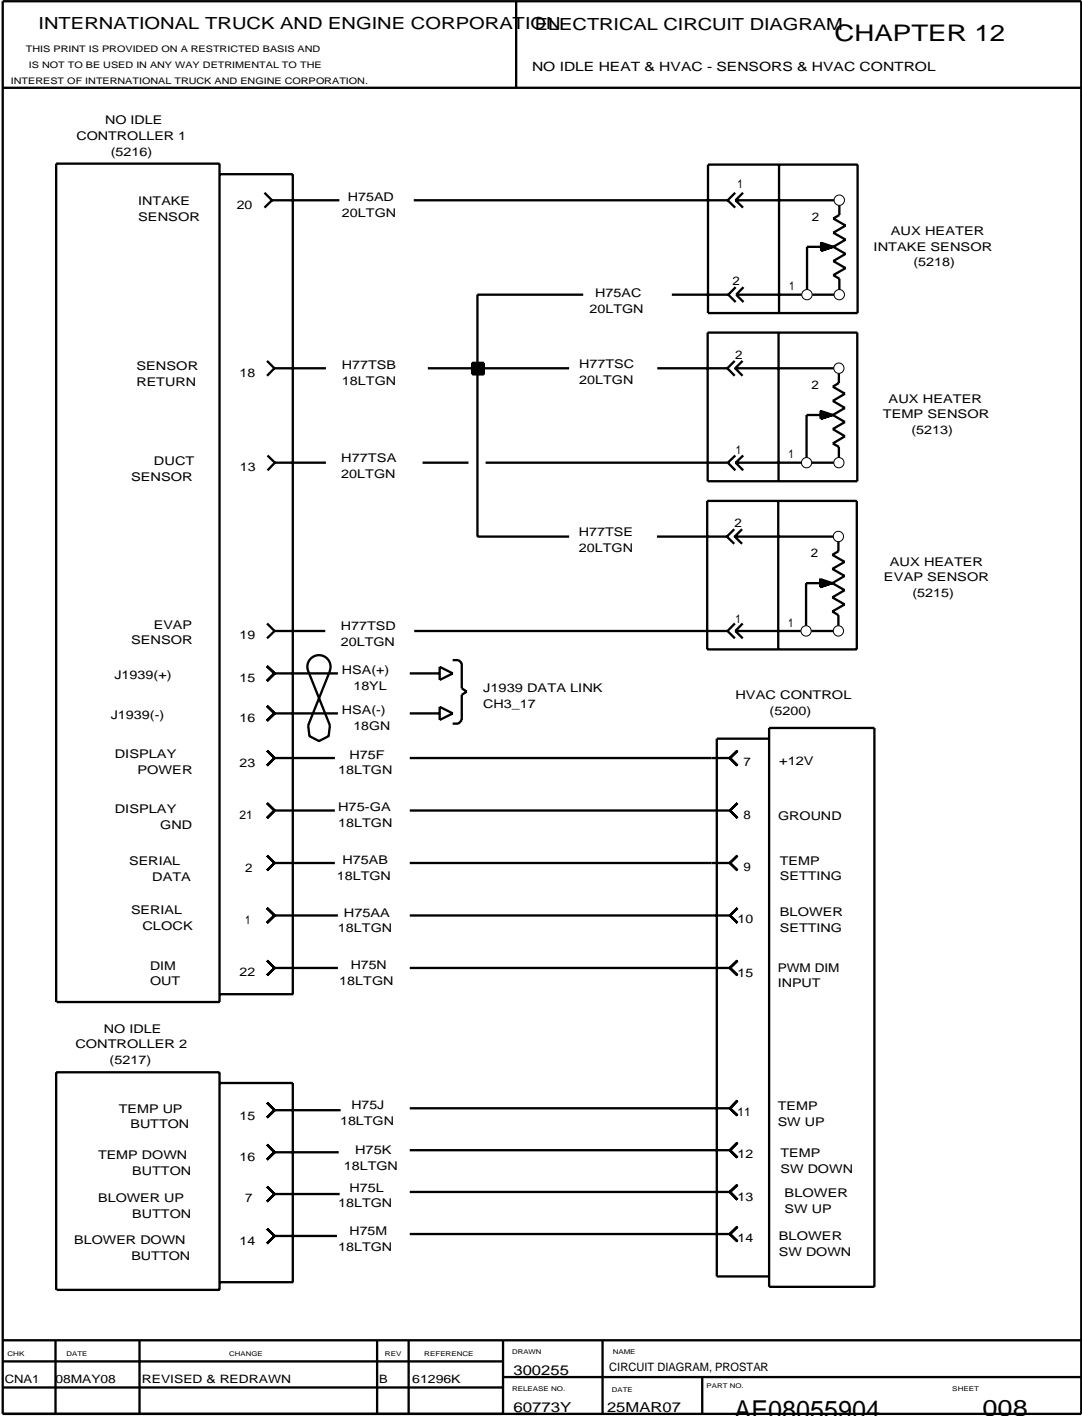 INTERNATIONAL TRUCK AND ENGINE CORPORATION
THIS PRINT IS PROVIDED ON A RESTRICTED BASIS AND
IS NOT TO BE USED IN ANY WAY DETRIMENTAL TO THE
INTEREST OF INTERNATIONAL TRUCK AND ENGINE CORPORATION.
ELECTRICAL CIRCUIT DIAGRAM
CHAPTER 12
NO IDLE HEAT & HVAC - SENSORS & HVAC CONTROL
NO IDLE
CONTROLLER 1
(5216)
INTAKE
SENSOR
20
H75AD
20LTGN
1
2
AUX HEATER
INTAKE SENSOR
(5218)
H75AC
20LTGN
2
1
SENSOR
RETURN
18
H77TSB
18LTGN
H77TSC
20LTGN
2
2
AUX HEATER
TEMP SENSOR
(5213)
DUCT
SENSOR
13
H77TSA
20LTGN
1
1
H77TSE
20LTGN
2
2
AUX HEATER
EVAP SENSOR
(5215)
EVAP
SENSOR
19
H77TSD
20LTGN
1
1
J1939(+)
15
HSA(+)
18YL
J1939 DATA LINK
CH3_17
J1939(-)
16
HSA(-)
18GN
HVAC CONTROL
(5200)
DISPLAY
POWER
23
H75F
18LTGN
7
+12V
DISPLAY
GND
21
H75-GA
18LTGN
8
GROUND
SERIAL
DATA
2
H75AB
18LTGN
9
TEMP
SETTING
SERIAL
CLOCK
1
H75AA
18LTGN
10
BLOWER
SETTING
DIM
OUT
22
H75N
18LTGN
15
PWM DIM
INPUT
NO IDLE
CONTROLLER 2
(5217)
TEMP UP
BUTTON
15
H75J
18LTGN
11
TEMP
SW UP
TEMP DOWN
BUTTON
16
H75K
18LTGN
12
TEMP
SW DOWN
BLOWER UP
BUTTON
7
H75L
18LTGN
13
BLOWER
SW UP
BLOWER DOWN
BUTTON
14
H75M
18LTGN
14
BLOWER
SW DOWN
CHK DATE CHANGE REV REFERENCE
CNA1 08MAY08 REVISED & REDRAWN B 61296K
DRAWN
300255
NAME
CIRCUIT DIAGRAM, PROSTAR
RELEASE NO.
60773Y
DATE
25MAR07
PART NO.
AE08055904
SHEET
008